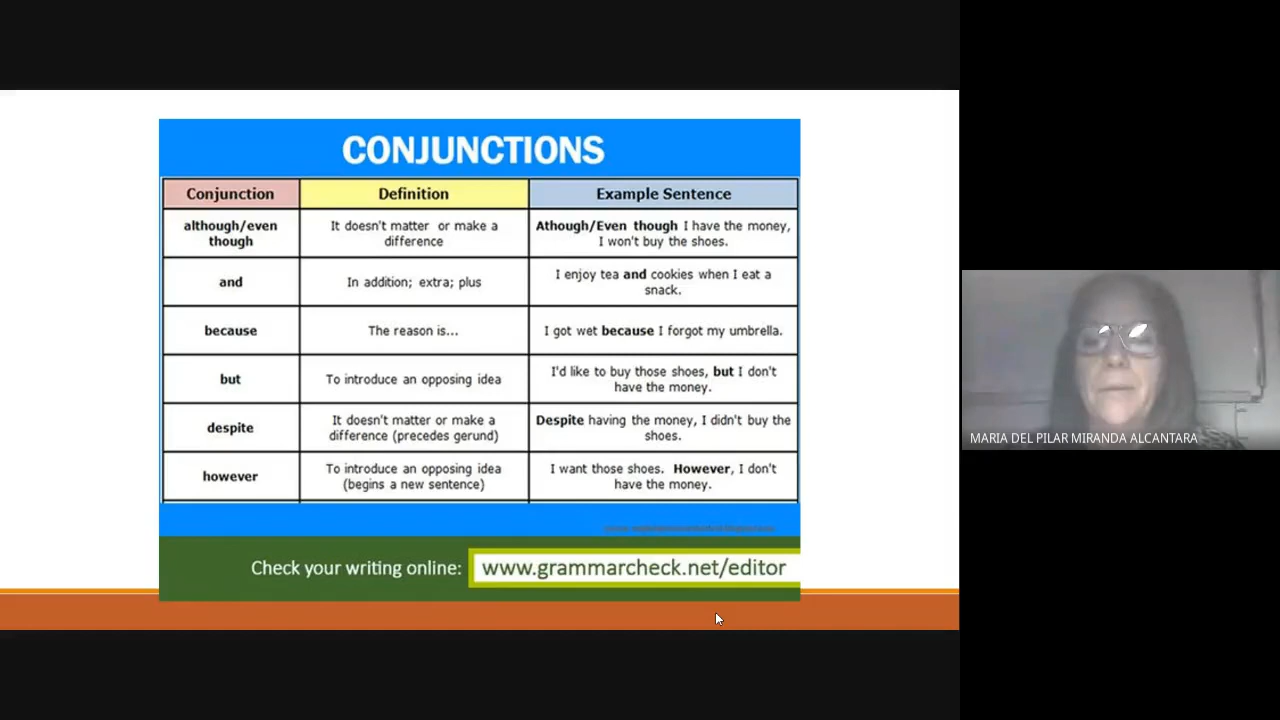 CONJUNCTIONS
Conjunction
Definition
Example Sentence
although/even
though
It doesn't matter or make a
difference
Athough/Even though I have the money,
I won't buy the shoes.
and
In addition; extra; plus
I enjoy tea and cookies when I eat a
snack.
because
The reason is...
I got wet because I forgot my umbrella.
but
To introduce an opposing idea
I'd like to buy those shoes, but I don't
have the money.
despite
It doesn't matter or make a
difference (precedes gerund)
Despite having the money, I didn't buy the
shoes.
however
To introduce an opposing idea
(begins a new sentence)
I want those shoes. However, I don't
have the money.
Check your writing online:
www.grammarcheck.net/editor
MARIA DEL PILAR MIRANDA ALCANTARA